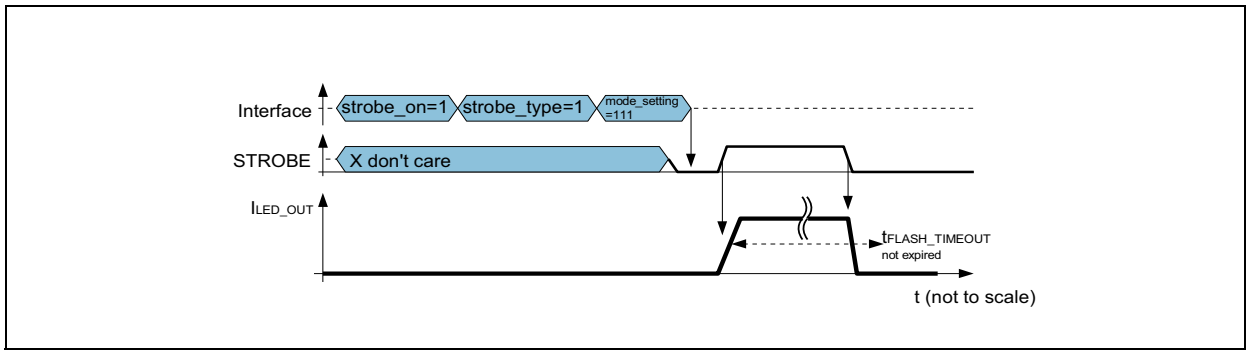 Interface
strobe_on=1
strobe_type=1
mode_setting
=111
STROBE
X don't care
ILED_OUT
tFLASH_TIMEOUT
not expired
t (not to scale)